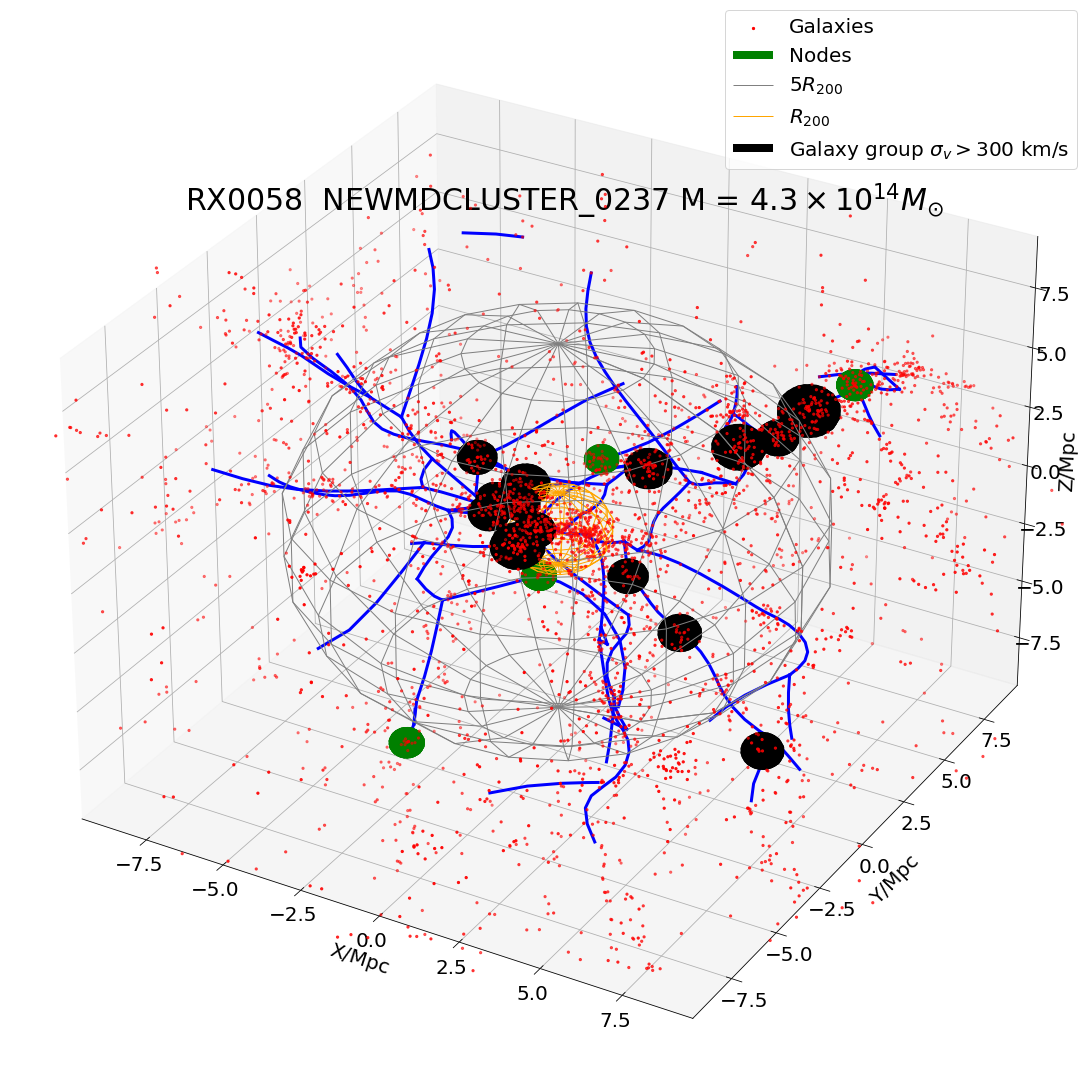 Galaxies
Nodes
5R₂₀₀
R₂₀₀
Galaxy group σᵥ > 300 km/s
RX0058 NEWMDCLUSTER_0237 M = 4.3 × 10¹⁴M⊙
7.5
5.0
2.5
0.0
−2.5
−5.0
−7.5
Z/Mpc
−7.5
−5.0
−2.5
0.0
2.5
5.0
7.5
X/Mpc
7.5
5.0
2.5
0.0
−2.5
−5.0
−7.5
Y/Mpc